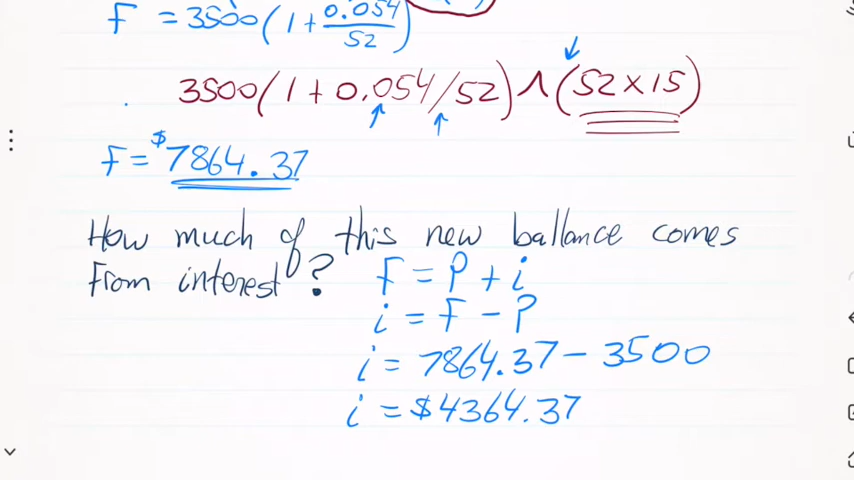 F = 3500(1 + 0.054/52)
3500(1 + 0.054/52)^(52×15)
F = $7864.37
How much of this new ballance comes
from interest?
F = P + i
i = F - P
i = 7864.37 - 3500
i = $4364.37